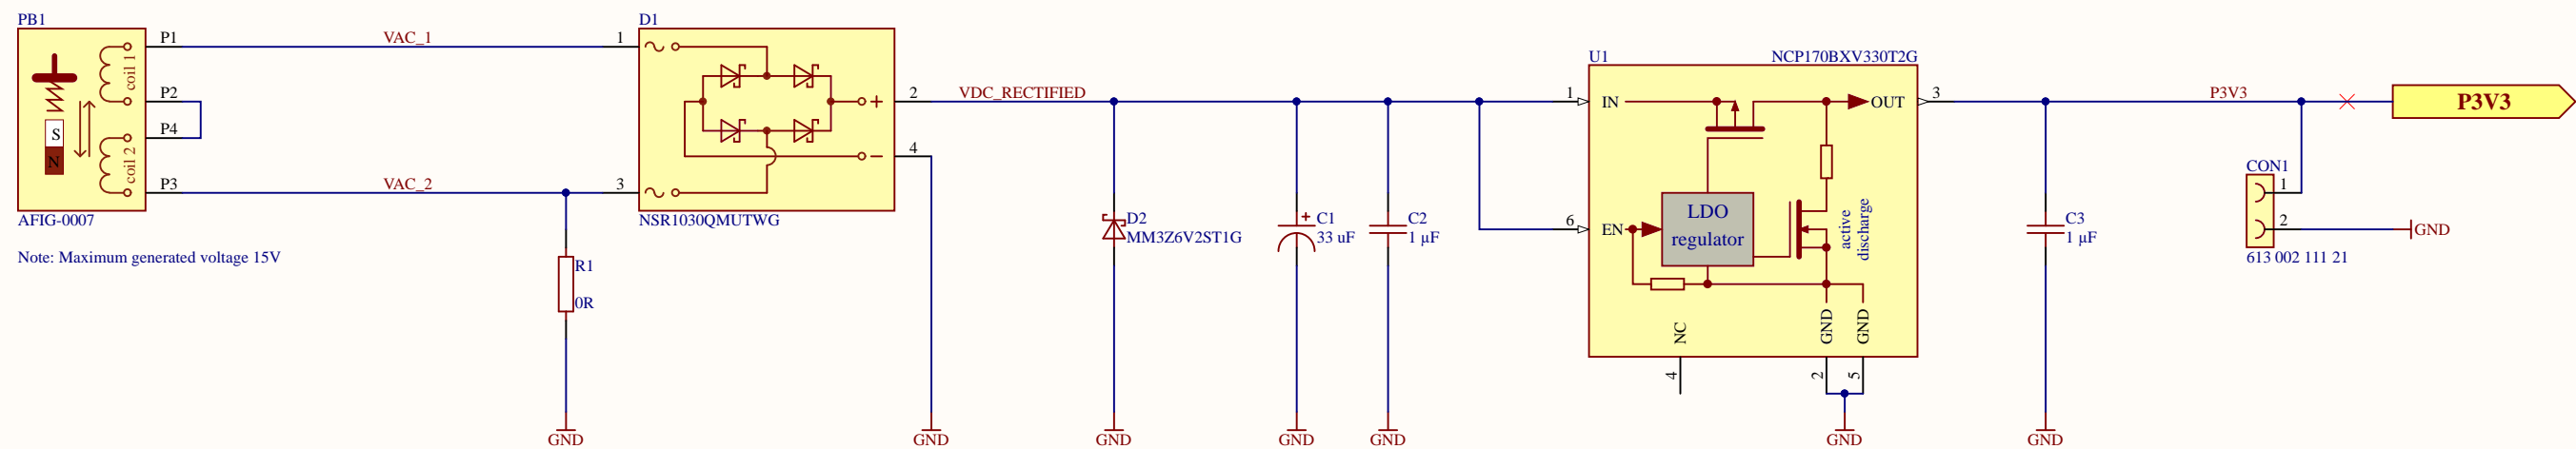 PB1
P1
P2
P4
P3
coil 1
coil 2
S
N
AFIG-0007
Note: Maximum generated voltage 15V
VAC_1
VAC_2
R1
0R
GND
D1
1
3
2
4
+
−
NSR1030QMUTWG
GND
VDC_RECTIFIED
D2
MM3Z6V2ST1G
GND
+
C1
33 uF
GND
C2
1 µF
GND
U1
NCP170BXV330T2G
1
IN
6
EN
LDO
regulator
active
discharge
OUT
3
NC
GND
GND
4
2
5
GND
C3
1 µF
GND
P3V3
P3V3
CON1
1
2
613 002 111 21
GND